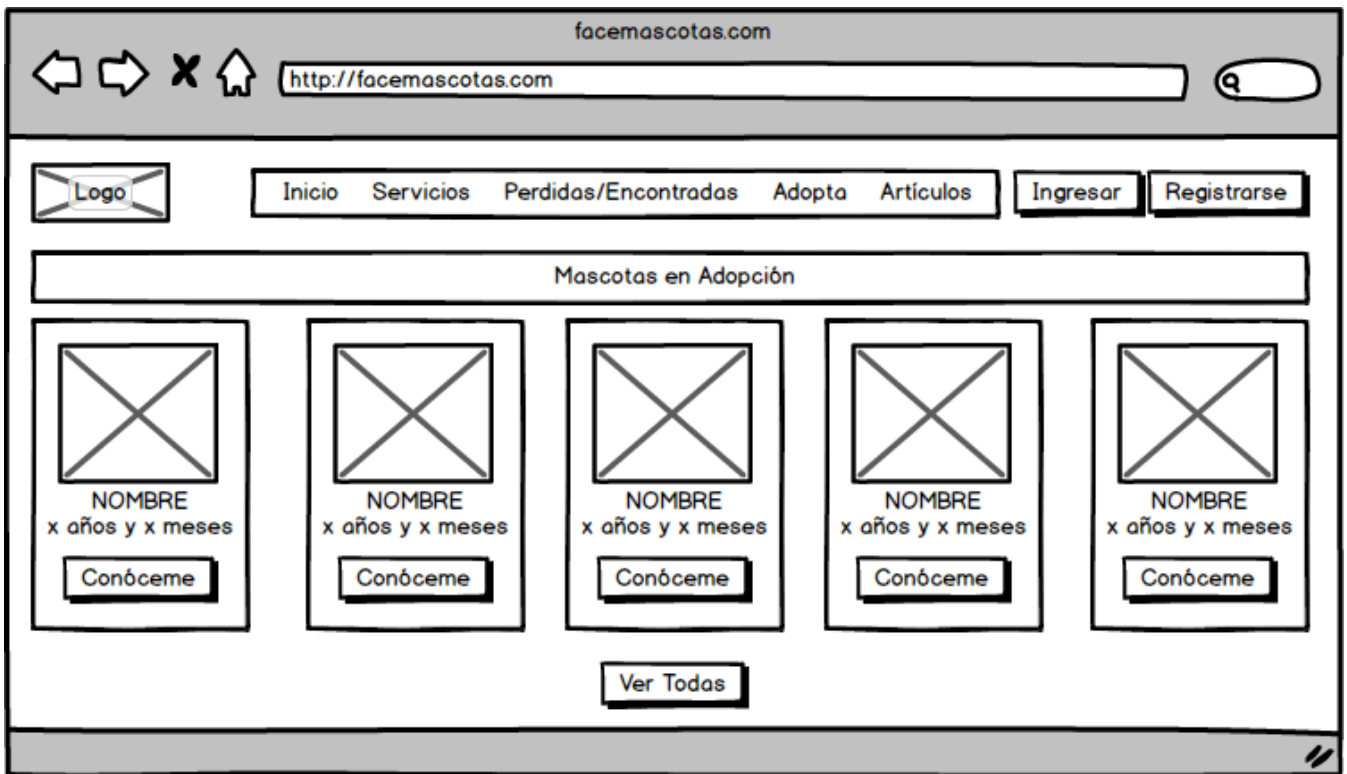 facemascotas.com
http://facemascotas.com
Logo
Inicio Servicios Perdidas/Encontradas Adopta Artículos
Ingresar
Registrarse
Mascotas en Adopción
NOMBRE
x años y x meses
Conóceme
NOMBRE
x años y x meses
Conóceme
NOMBRE
x años y x meses
Conóceme
NOMBRE
x años y x meses
Conóceme
NOMBRE
x años y x meses
Conóceme
Ver Todas